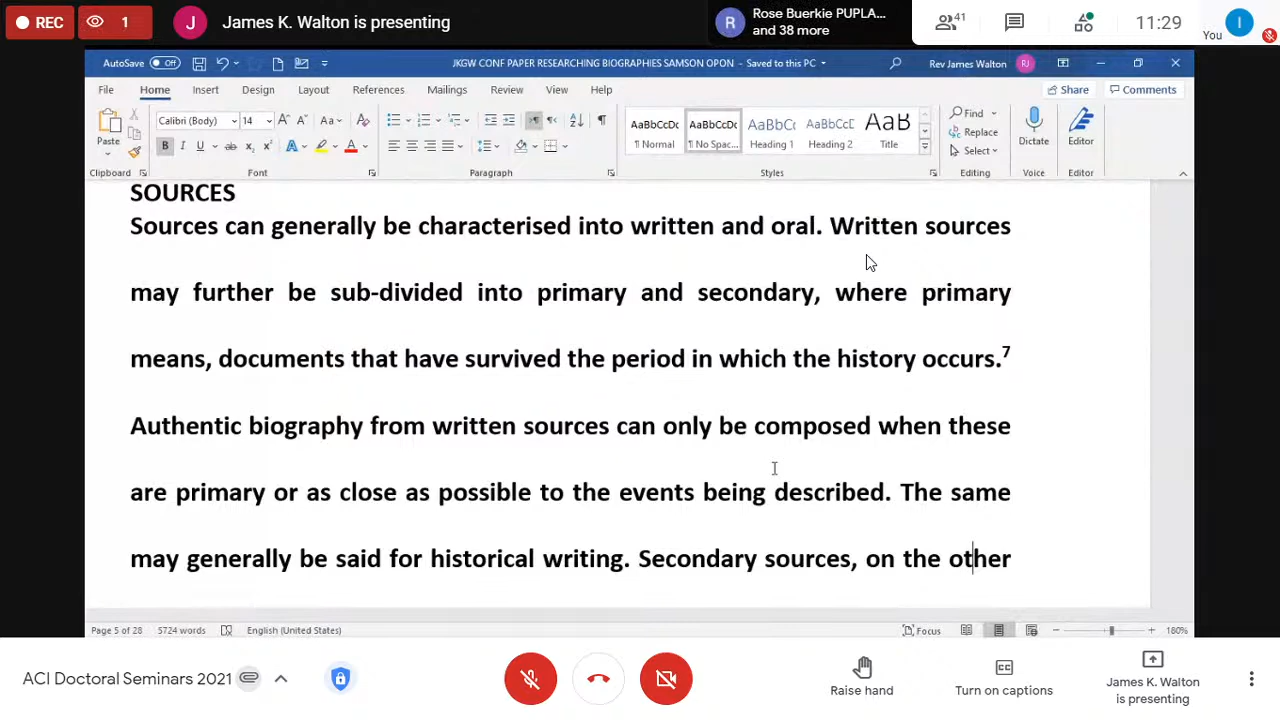 REC
1
J
James K. Walton is presenting
R
Rose Buerkie PUPLA...
and 38 more
41
11:29
You
I
AutoSave Off
JKGW CONF PAPER RESEARCHING BIOGRAPHIES SAMSON OPON - Saved to this PC
Rev James Walton
RJ
File Home Insert Design Layout References Mailings Review View Help
Share
Comments
Paste
Calibri (Body) 14
AaBbCcDc AaBbCcDc AaBbCc AaBbCcE AaB
¶ Normal ¶ No Spac... Heading 1 Heading 2 Title
Find
Replace
Select
Dictate
Editor
Clipboard Font Paragraph Styles Editing Voice Editor
SOURCES
Sources can generally be characterised into written and oral. Written sources
may further be sub-divided into primary and secondary, where primary
means, documents that have survived the period in which the history occurs.7
Authentic biography from written sources can only be composed when these
are primary or as close as possible to the events being described. The same
may generally be said for historical writing. Secondary sources, on the other
Page 5 of 28 5724 words English (United States) Focus 180%
ACI Doctoral Seminars 2021
Raise hand
Turn on captions
James K. Walton
is presenting